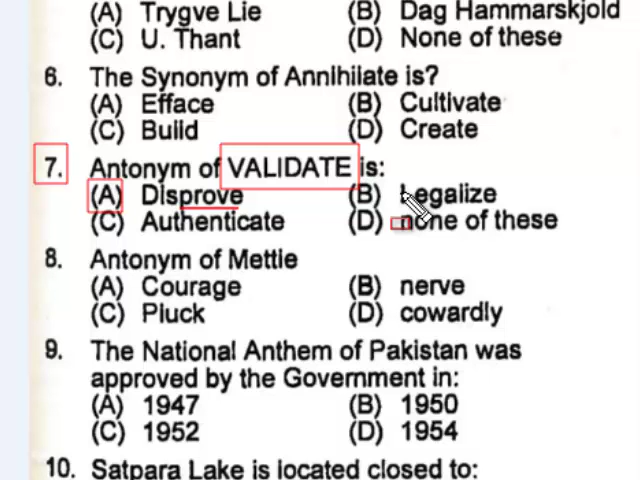 (A) Trygve Lie (B) Dag Hammarskjold
(C) U. Thant (D) None of these
6. The Synonym of Annihilate is?
(A) Efface (B) Cultivate
(C) Build (D) Create
7. Antonym of VALIDATE is:
(A) Disprove (B) Legalize
(C) Authenticate (D) none of these
8. Antonym of Mettie
(A) Courage (B) nerve
(C) Pluck (D) cowardly
9. The National Anthem of Pakistan was
approved by the Government in:
(A) 1947 (B) 1950
(C) 1952 (D) 1954
10. Satpara Lake is located closed to: